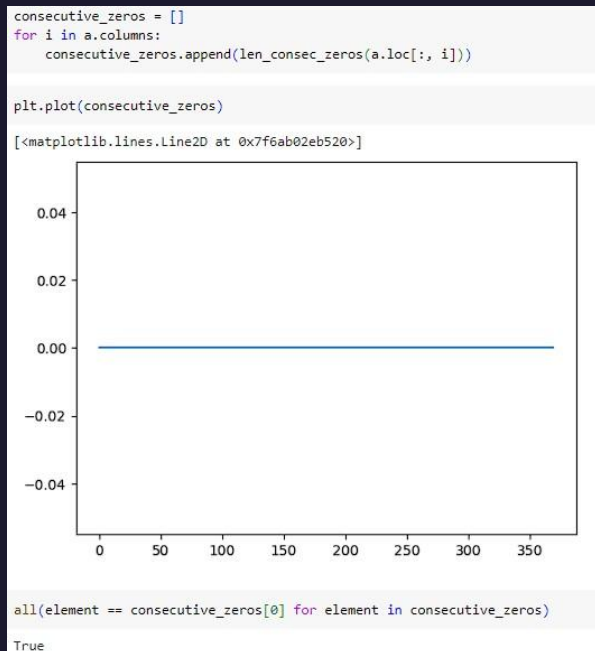 consecutive_zeros = []
for i in a.columns:
    consecutive_zeros.append(len_consec_zeros(a.loc[:, i]))
plt.plot(consecutive_zeros)
[<matplotlib.lines.Line2D at 0x7f6ab02eb520>]
0.04
0.02
0.00
−0.02
−0.04
0 50 100 150 200 250 300 350
all(element == consecutive_zeros[0] for element in consecutive_zeros)
True